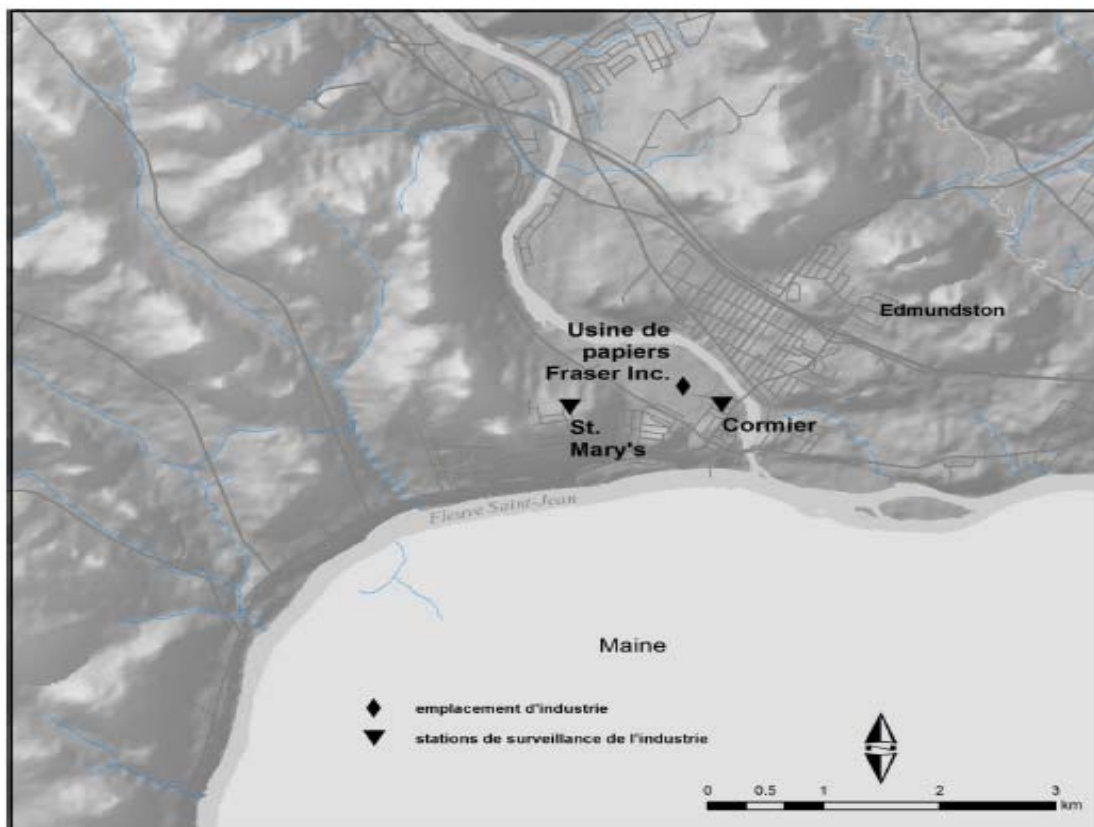 Edmundston
Usine de
papiers
Fraser Inc.
Cormier
St.
Mary's
Fleuve Saint-Jean
Maine
emplacement d'industrie
stations de surveillance de l'industrie
0 0.5 1 2 3
km